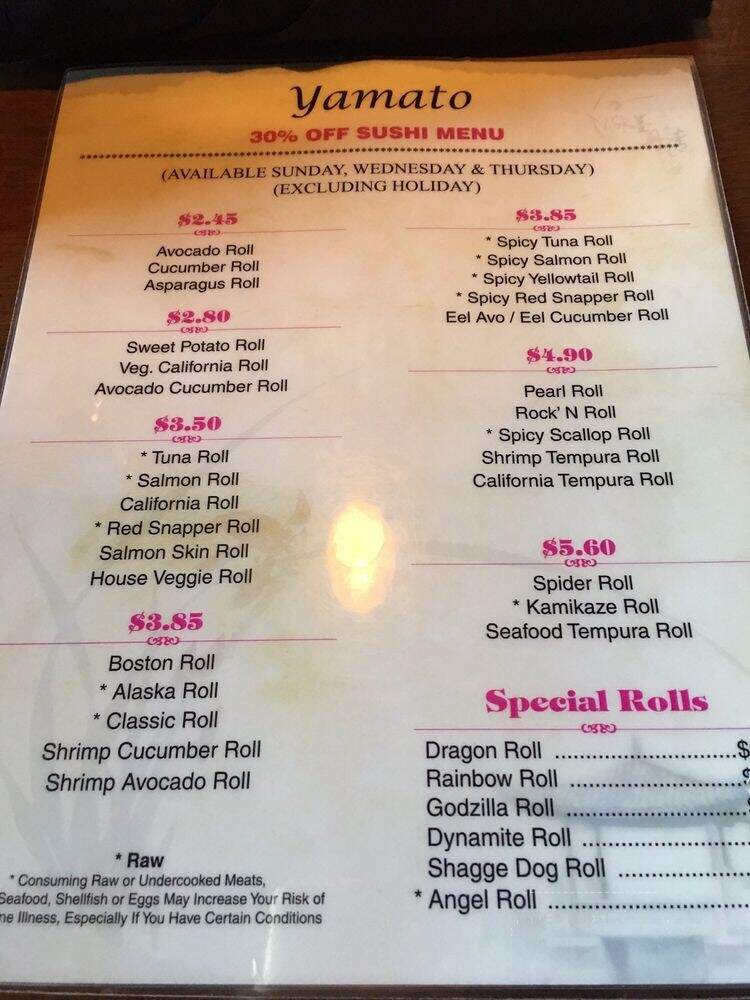 Yamato
30% OFF SUSHI MENU
(AVAILABLE SUNDAY, WEDNESDAY & THURSDAY)
(EXCLUDING HOLIDAY)
$2.45
Avocado Roll
Cucumber Roll
Asparagus Roll
$2.80
Sweet Potato Roll
Veg. California Roll
Avocado Cucumber Roll
$3.50
* Tuna Roll
* Salmon Roll
California Roll
* Red Snapper Roll
Salmon Skin Roll
House Veggie Roll
$3.85
Boston Roll
* Alaska Roll
* Classic Roll
Shrimp Cucumber Roll
Shrimp Avocado Roll
* Raw
* Consuming Raw or Undercooked Meats,
Seafood, Shellfish or Eggs May Increase Your Risk of
ne Illness, Especially If You Have Certain Conditions
$3.85
* Spicy Tuna Roll
* Spicy Salmon Roll
* Spicy Yellowtail Roll
* Spicy Red Snapper Roll
Eel Avo / Eel Cucumber Roll
$4.90
Pearl Roll
Rock' N Roll
* Spicy Scallop Roll
Shrimp Tempura Roll
California Tempura Roll
$5.60
Spider Roll
* Kamikaze Roll
Seafood Tempura Roll
Special Rolls
Dragon Roll ..............................$
Rainbow Roll ............................$
Godzilla Roll ..............................
Dynamite Roll ...........................
Shagge Dog Roll ......................
* Angel Roll .................................